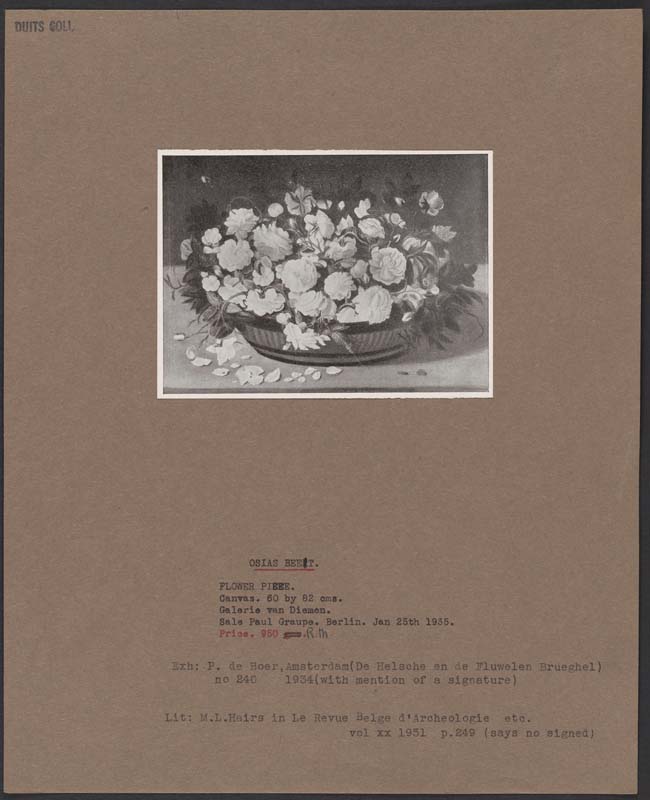 DUITS COLL.
OSIAS BEERT.
FLOWER PIECE.
Canvas. 60 by 82 cms.
Galerie van Diemen.
Sale Paul Graupe. Berlin. Jan 25th 1935.
Price. 950 R.M
Exh: P. de Boer,Amsterdam(De Helsche en de Fluwelen Brueghel)
no 240 1934(with mention of a signature)
Lit: M.L.Hairs in Le Revue Belge d'Archeologie etc.
vol xx 1951 p.249 (says no signed)